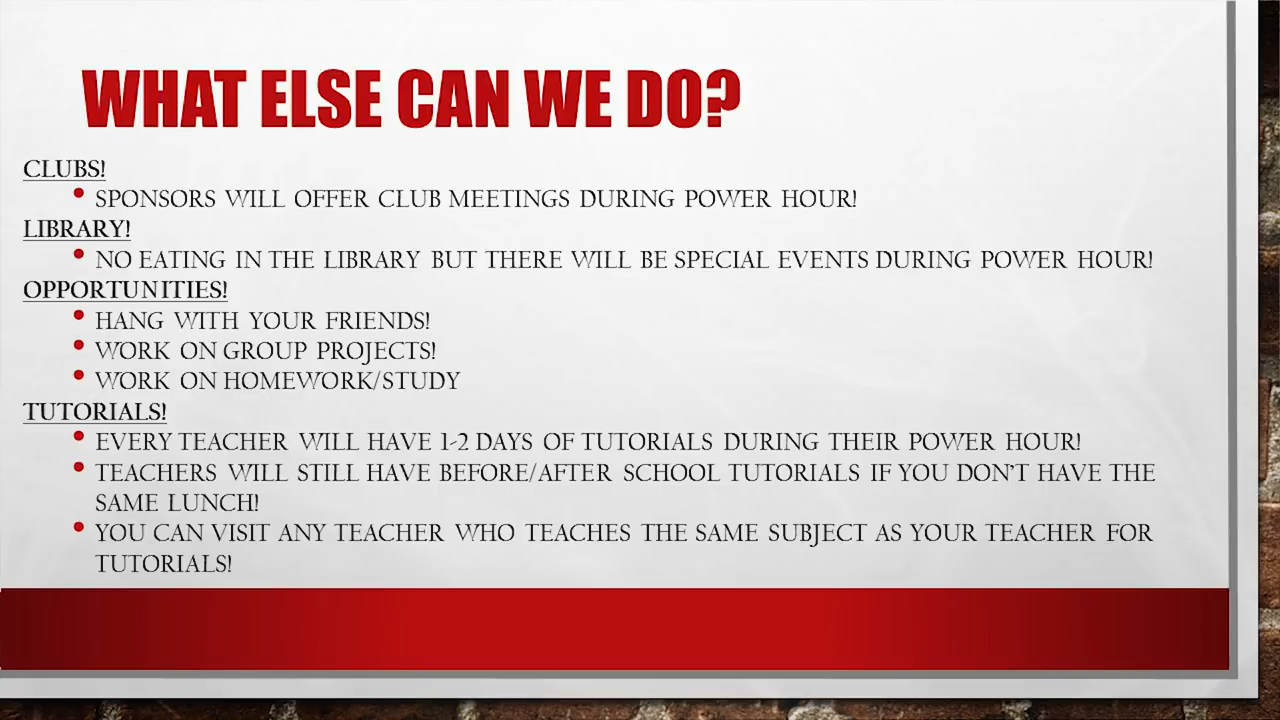 WHAT ELSE CAN WE DO?
CLUBS!
• SPONSORS WILL OFFER CLUB MEETINGS DURING POWER HOUR!
LIBRARY!
• NO EATING IN THE LIBRARY BUT THERE WILL BE SPECIAL EVENTS DURING POWER HOUR!
OPPORTUNITIES!
• HANG WITH YOUR FRIENDS!
• WORK ON GROUP PROJECTS!
• WORK ON HOMEWORK/STUDY
TUTORIALS!
• EVERY TEACHER WILL HAVE 1-2 DAYS OF TUTORIALS DURING THEIR POWER HOUR!
• TEACHERS WILL STILL HAVE BEFORE/AFTER SCHOOL TUTORIALS IF YOU DON'T HAVE THE
SAME LUNCH!
• YOU CAN VISIT ANY TEACHER WHO TEACHES THE SAME SUBJECT AS YOUR TEACHER FOR
TUTORIALS!